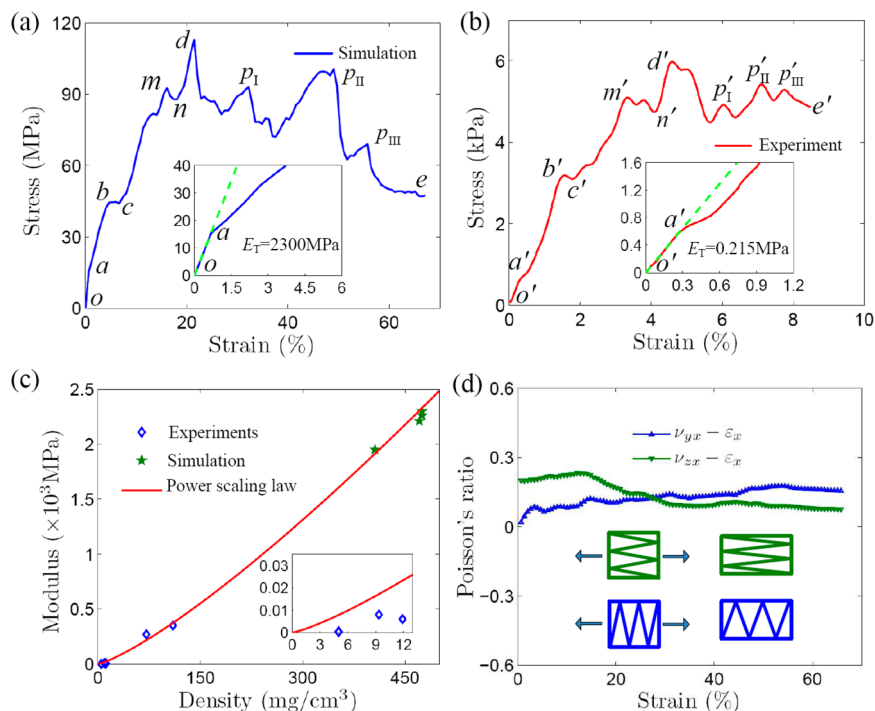 (a)
Stress (MPa)
120
90
60
30
0
0
20
40
60
Strain (%)
Simulation
o
a
b
c
m
n
d
p_I
p_II
p_III
e
40
30
20
10
0
0
1.5
3
4.5
6
a
o
E_T=2300MPa
(b)
Stress (kPa)
6
4
2
0
0
2
4
6
8
10
Strain (%)
Experiment
o′
a′
b′
c′
m′
n′
d′
p′_I
p′_II
p′_III
e′
1.6
1.2
0.8
0.4
0
0
0.3
0.6
0.9
1.2
a′
o′
E_T=0.215MPa
(c)
Modulus (×10³MPa)
2.5
2.0
1.5
1.0
0.5
0
0
150
300
450
Density (mg/cm³)
Experiments
Simulation
Power scaling law
0.03
0.02
0.01
0
0
3
6
9
12
(d)
Poisson's ratio
0.6
0.3
0
-0.3
-0.6
0
20
40
60
Strain (%)
ν_yx − ε_x
ν_zx − ε_x